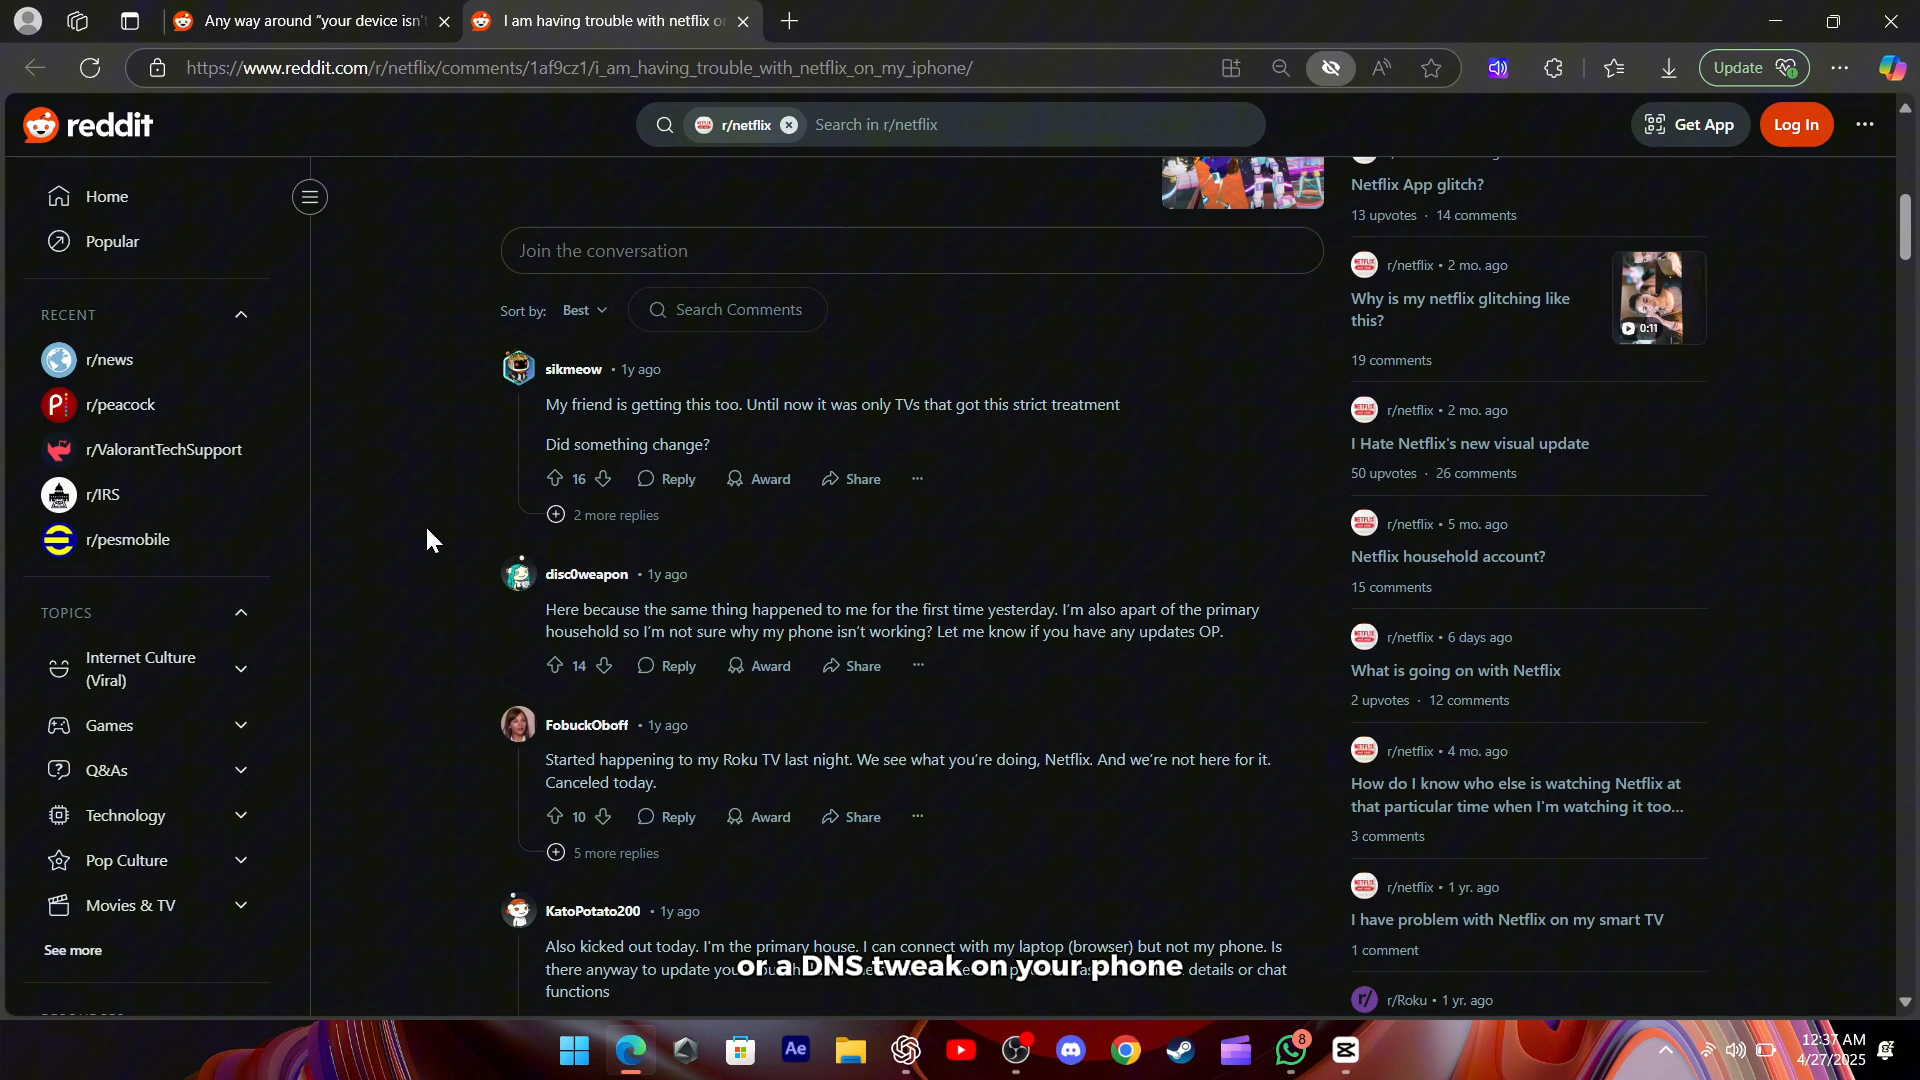 Any way around "your device isn'
I am having trouble with netflix o
https://www.reddit.com/r/netflix/comments/1af9cz1/i_am_having_trouble_with_netflix_on_my_iphone/
Update
reddit
r/netflix
Search in r/netflix
Get App
Log In
Home
Popular
RECENT
r/news
r/peacock
r/ValorantTechSupport
r/IRS
r/pesmobile
TOPICS
Internet Culture
(Viral)
Games
Q&As
Technology
Pop Culture
Movies & TV
See more
Join the conversation
Sort by: Best
Search Comments
sikmeow • 1y ago
My friend is getting this too. Until now it was only TVs that got this strict treatment
Did something change?
16 Reply Award Share
2 more replies
disc0weapon • 1y ago
Here because the same thing happened to me for the first time yesterday. I'm also apart of the primary
household so I'm not sure why my phone isn't working? Let me know if you have any updates OP.
14 Reply Award Share
FobuckOboff • 1y ago
Started happening to my Roku TV last night. We see what you're doing, Netflix. And we're not here for it.
Canceled today.
10 Reply Award Share
5 more replies
KatoPotato200 • 1y ago
Also kicked out today. I'm the primary house. I can connect with my laptop (browser) but not my phone. Is
there anyway to update details or chat
functions
or a DNS tweak on your phone
Netflix App glitch?
13 upvotes · 14 comments
r/netflix • 2 mo. ago
Why is my netflix glitching like
this?
0:11
19 comments
r/netflix • 2 mo. ago
I Hate Netflix's new visual update
50 upvotes · 26 comments
r/netflix • 5 mo. ago
Netflix household account?
15 comments
r/netflix • 6 days ago
What is going on with Netflix
2 upvotes · 12 comments
r/netflix • 4 mo. ago
How do I know who else is watching Netflix at
that particular time when I'm watching it too...
3 comments
r/netflix • 1 yr. ago
I have problem with Netflix on my smart TV
1 comment
r/Roku • 1 yr. ago
Ae
8
12:37 AM
4/27/2025